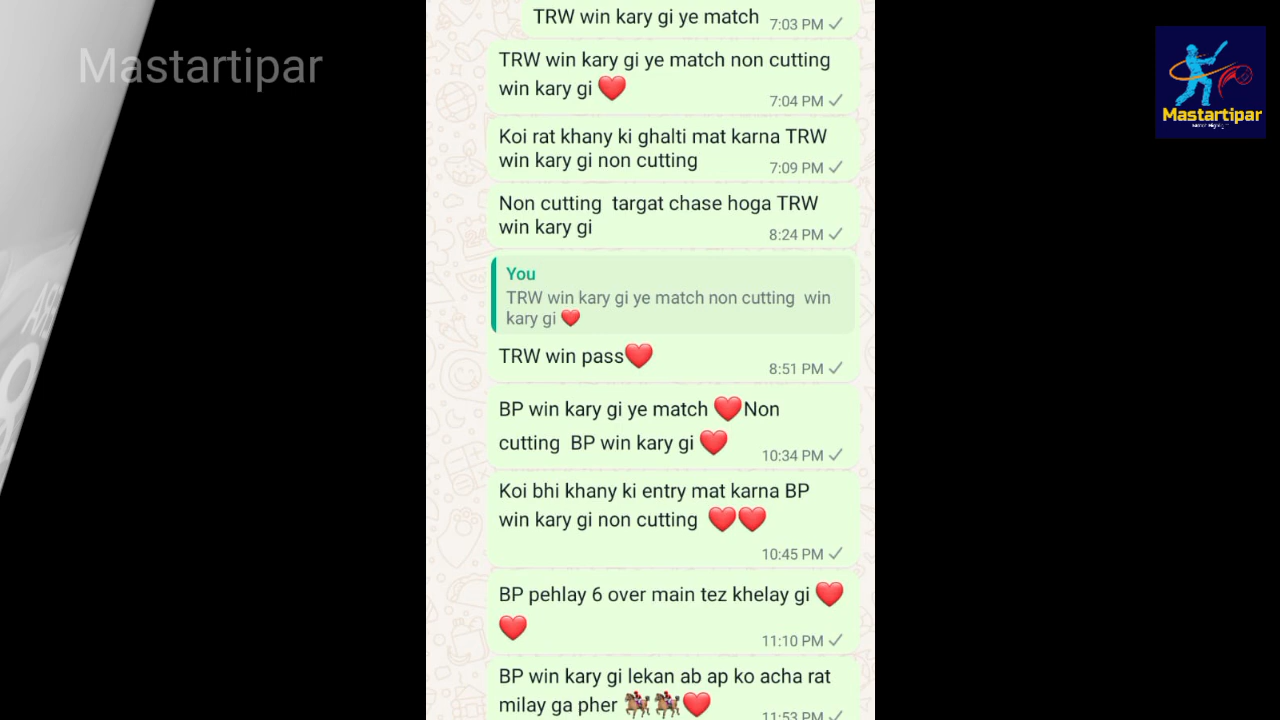 Mastartipar
TRW win kary gi ye match 7:03 PM
TRW win kary gi ye match non cutting
win kary gi ❤️
7:04 PM
Koi rat khany ki ghalti mat karna TRW
win kary gi non cutting
7:09 PM
Non cutting targat chase hoga TRW
win kary gi
8:24 PM
You
TRW win kary gi ye match non cutting win
kary gi ❤️
TRW win pass❤️
8:51 PM
BP win kary gi ye match ❤️Non
cutting BP win kary gi ❤️
10:34 PM
Koi bhi khany ki entry mat karna BP
win kary gi non cutting ❤️❤️
10:45 PM
BP pehlay 6 over main tez khelay gi ❤️
❤️
11:10 PM
BP win kary gi lekan ab ap ko acha rat
milay ga pher 🏇🏇❤️
11:53 PM
Mastartipar